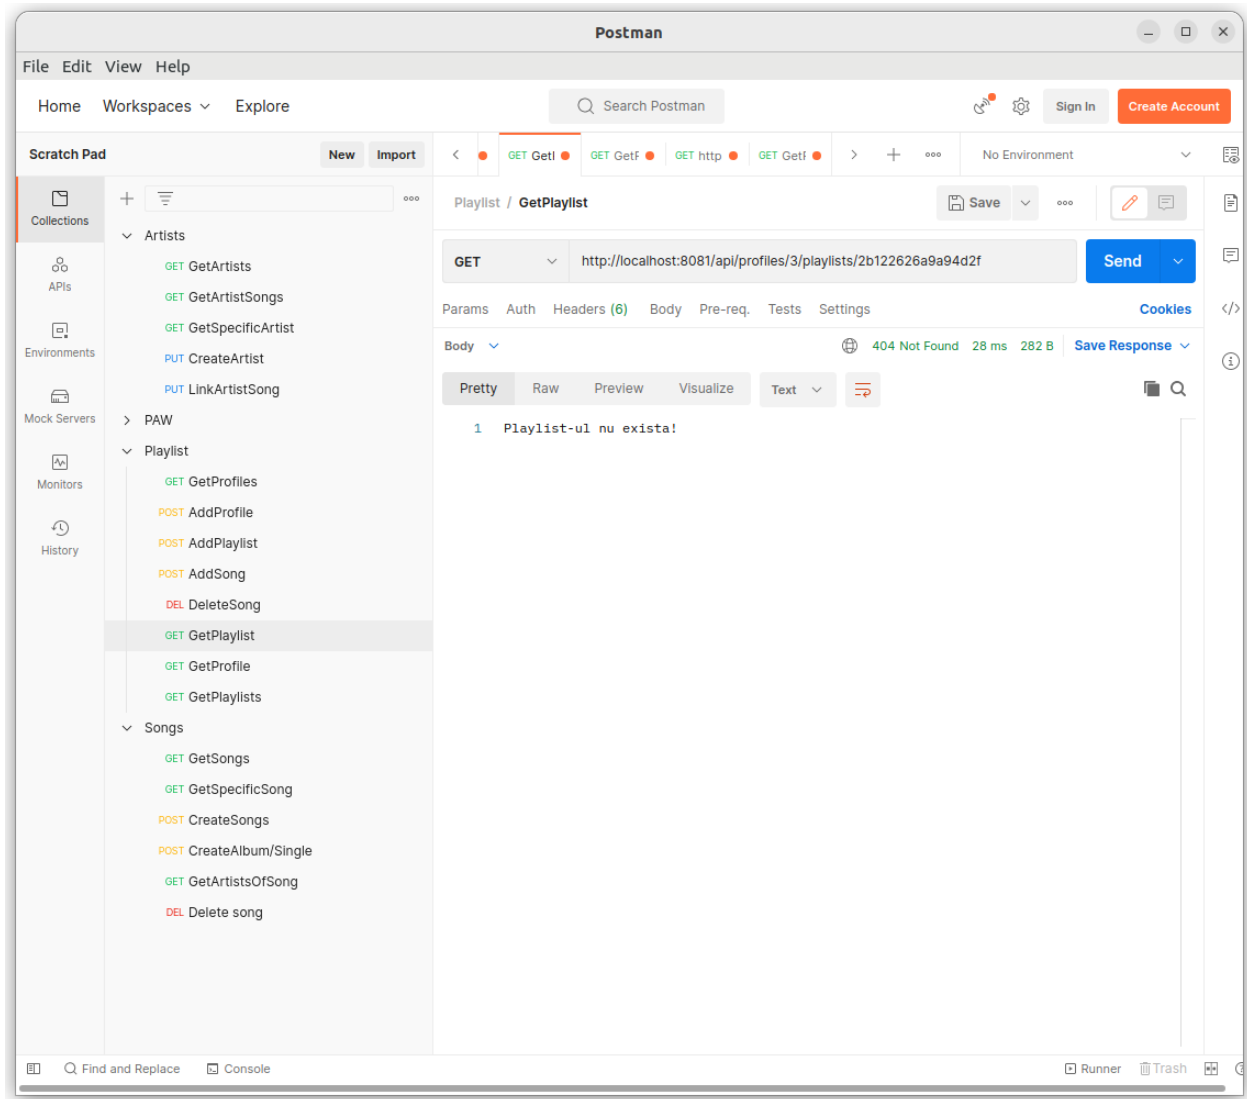 Postman
File Edit View Help
Home Workspaces Explore Search Postman Sign In Create Account
Scratch Pad New Import GET GetI GET GetF GET http GET GetF No Environment
Collections
APIs
Environments
Mock Servers
Monitors
History
Artists
GET GetArtists
GET GetArtistSongs
GET GetSpecificArtist
PUT CreateArtist
PUT LinkArtistSong
PAW
Playlist
GET GetProfiles
POST AddProfile
POST AddPlaylist
POST AddSong
DEL DeleteSong
GET GetPlaylist
GET GetProfile
GET GetPlaylists
Songs
GET GetSongs
GET GetSpecificSong
POST CreateSongs
POST CreateAlbum/Single
GET GetArtistsOfSong
DEL Delete song
Playlist / GetPlaylist Save
GET http://localhost:8081/api/profiles/3/playlists/2b122626a9a94d2f Send
Params Auth Headers (6) Body Pre-req. Tests Settings Cookies
Body 404 Not Found 28 ms 282 B Save Response
Pretty Raw Preview Visualize Text
1 Playlist-ul nu exista!
Find and Replace Console Runner Trash